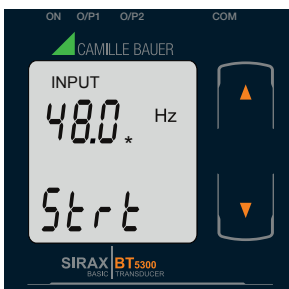 ON O/P1 O/P2 COM
CAMILLE BAUER
INPUT
48.0* Hz
Strt
SIRAX BT5300
BASIC TRANSDUCER